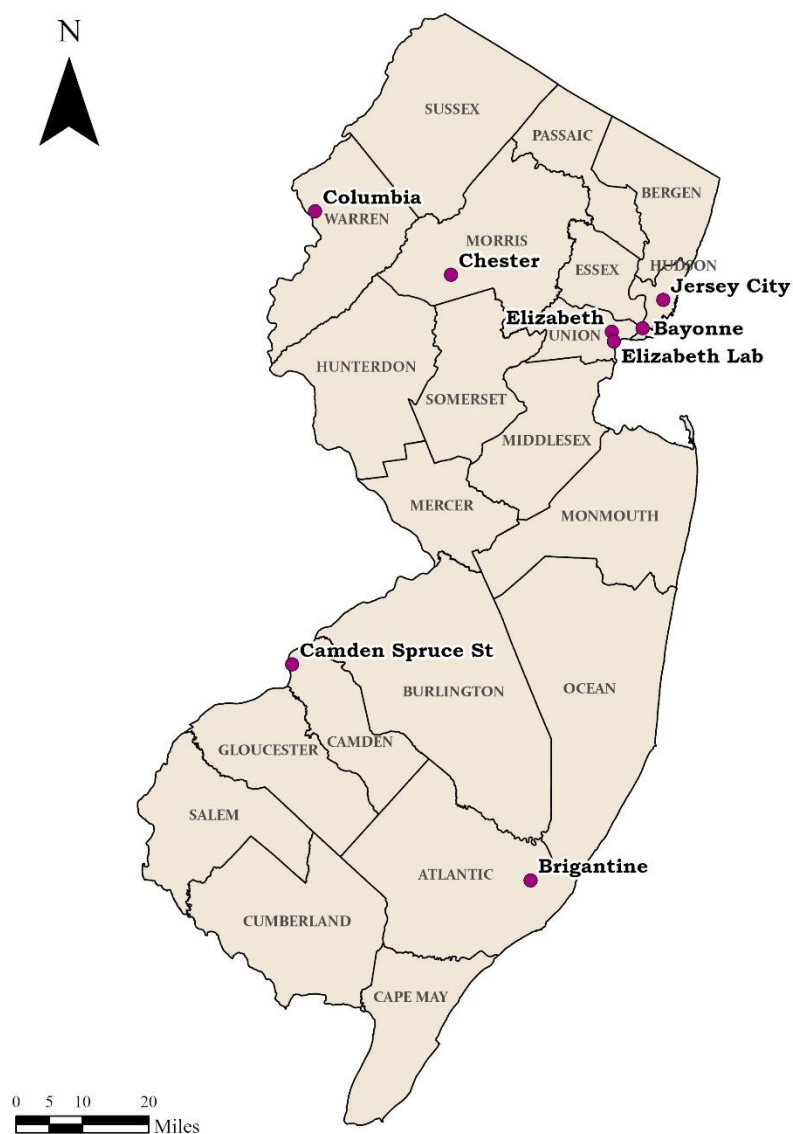 N
SUSSEX
PASSAIC
BERGEN
Columbia
WARREN
MORRIS
Chester
ESSEX
HUDSON
Jersey City
Elizabeth
Bayonne
UNION
Elizabeth Lab
HUNTERDON
SOMERSET
MIDDLESEX
MERCER
MONMOUTH
Camden Spruce St
BURLINGTON
OCEAN
CAMDEN
GLOUCESTER
SALEM
Brigantine
ATLANTIC
CUMBERLAND
CAPE MAY
0 5 10 20
Miles